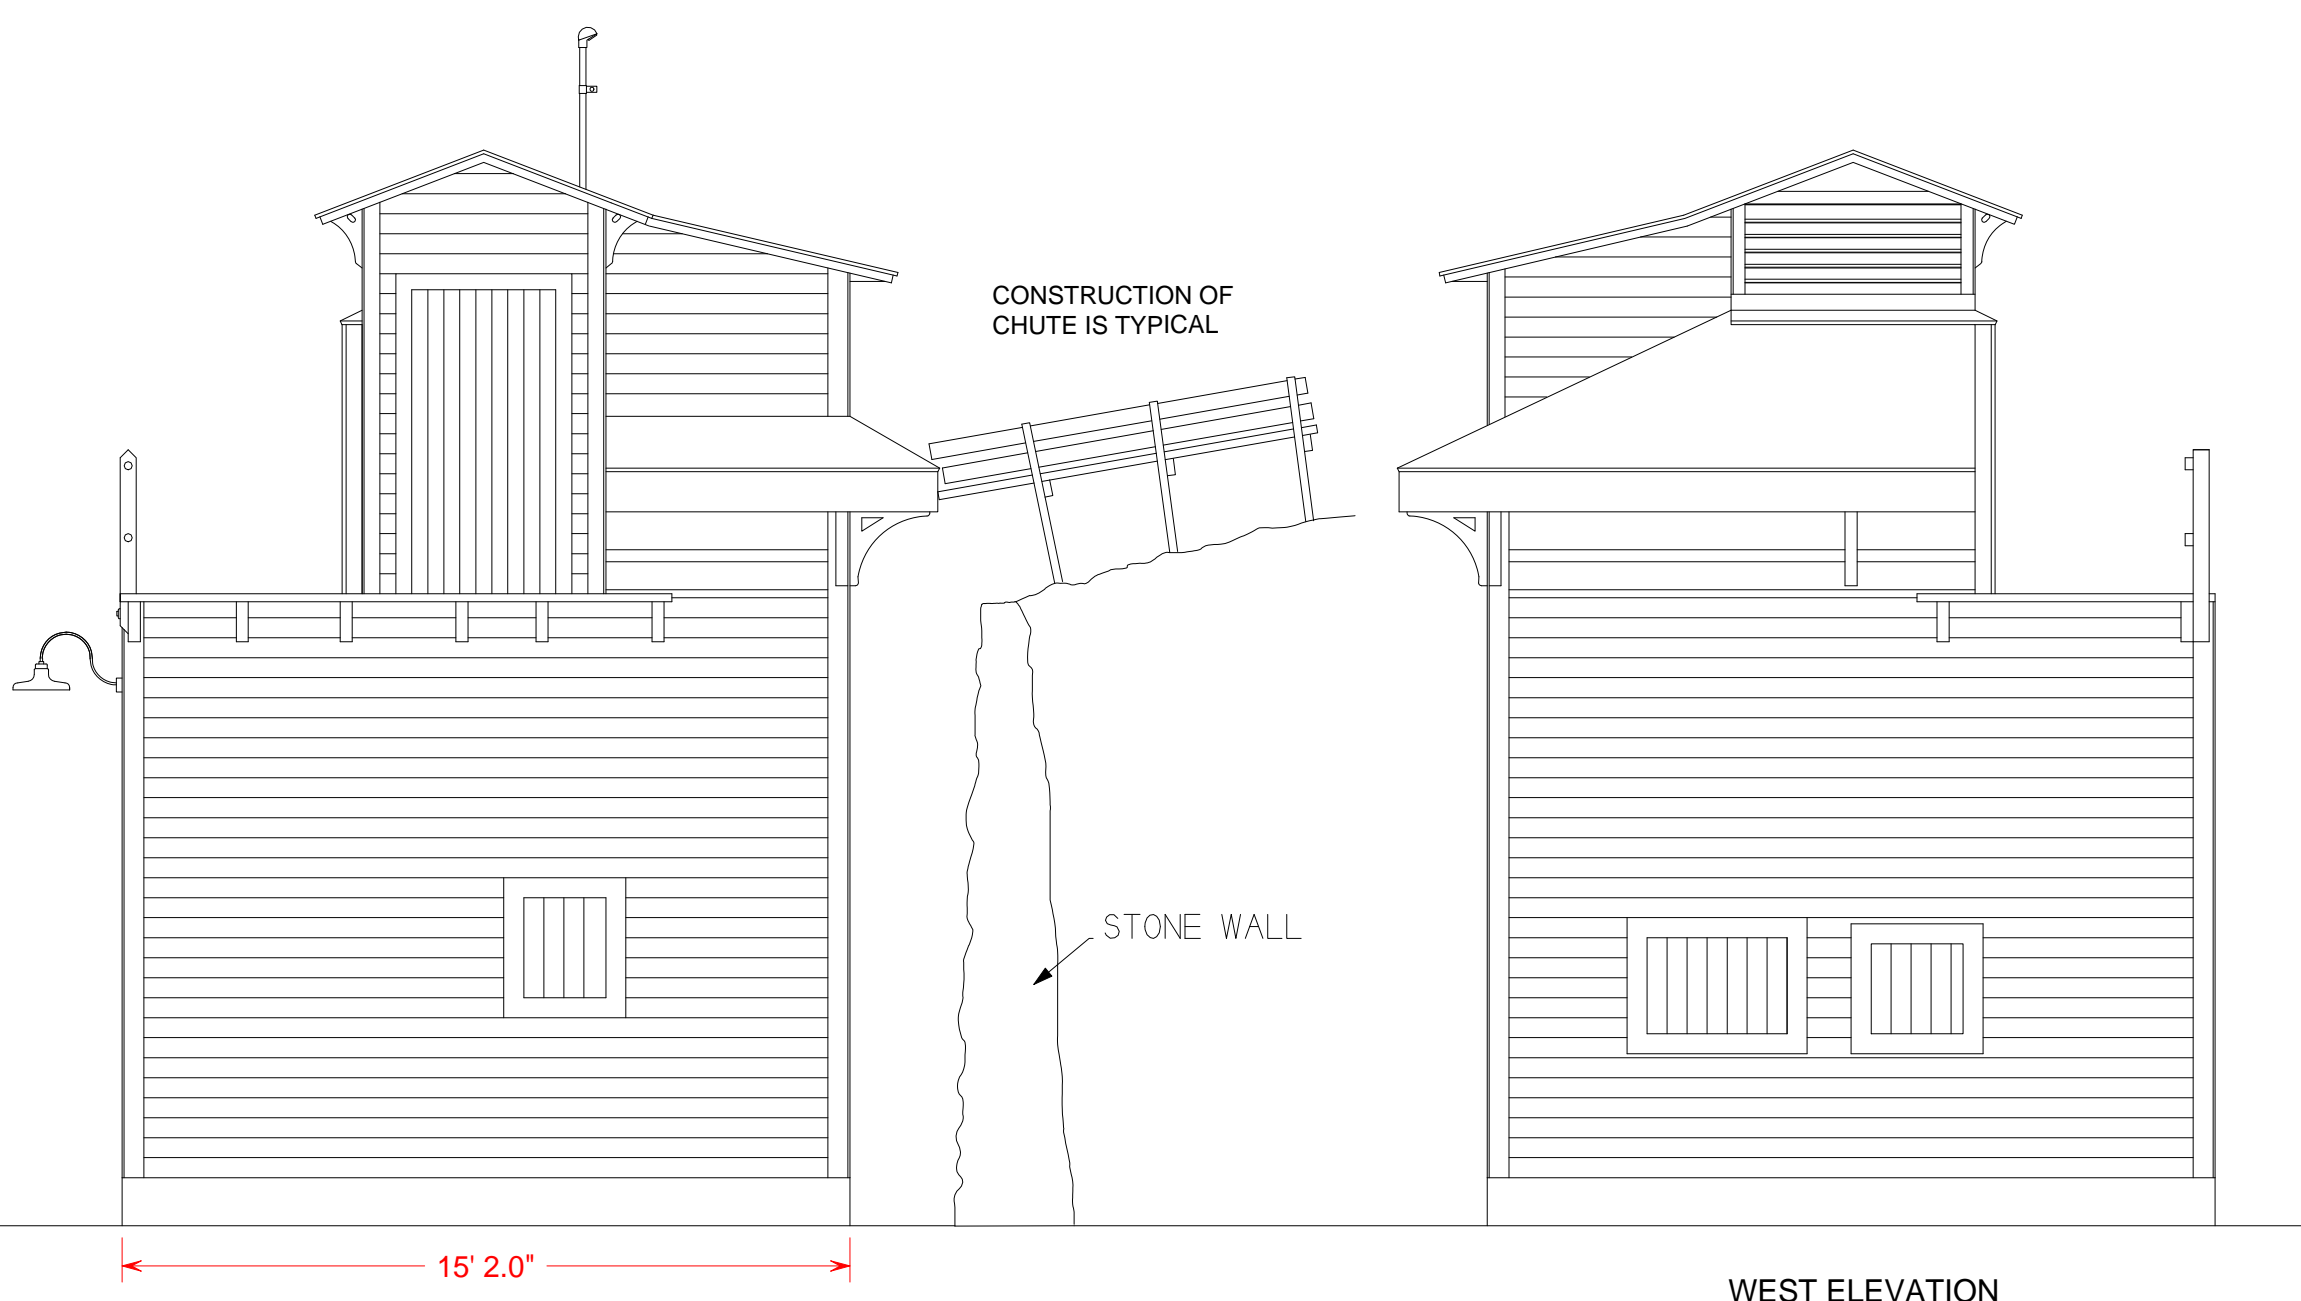 CONSTRUCTION OF
CHUTE IS TYPICAL
STONE WALL
15' 2.0"
WEST ELEVATION